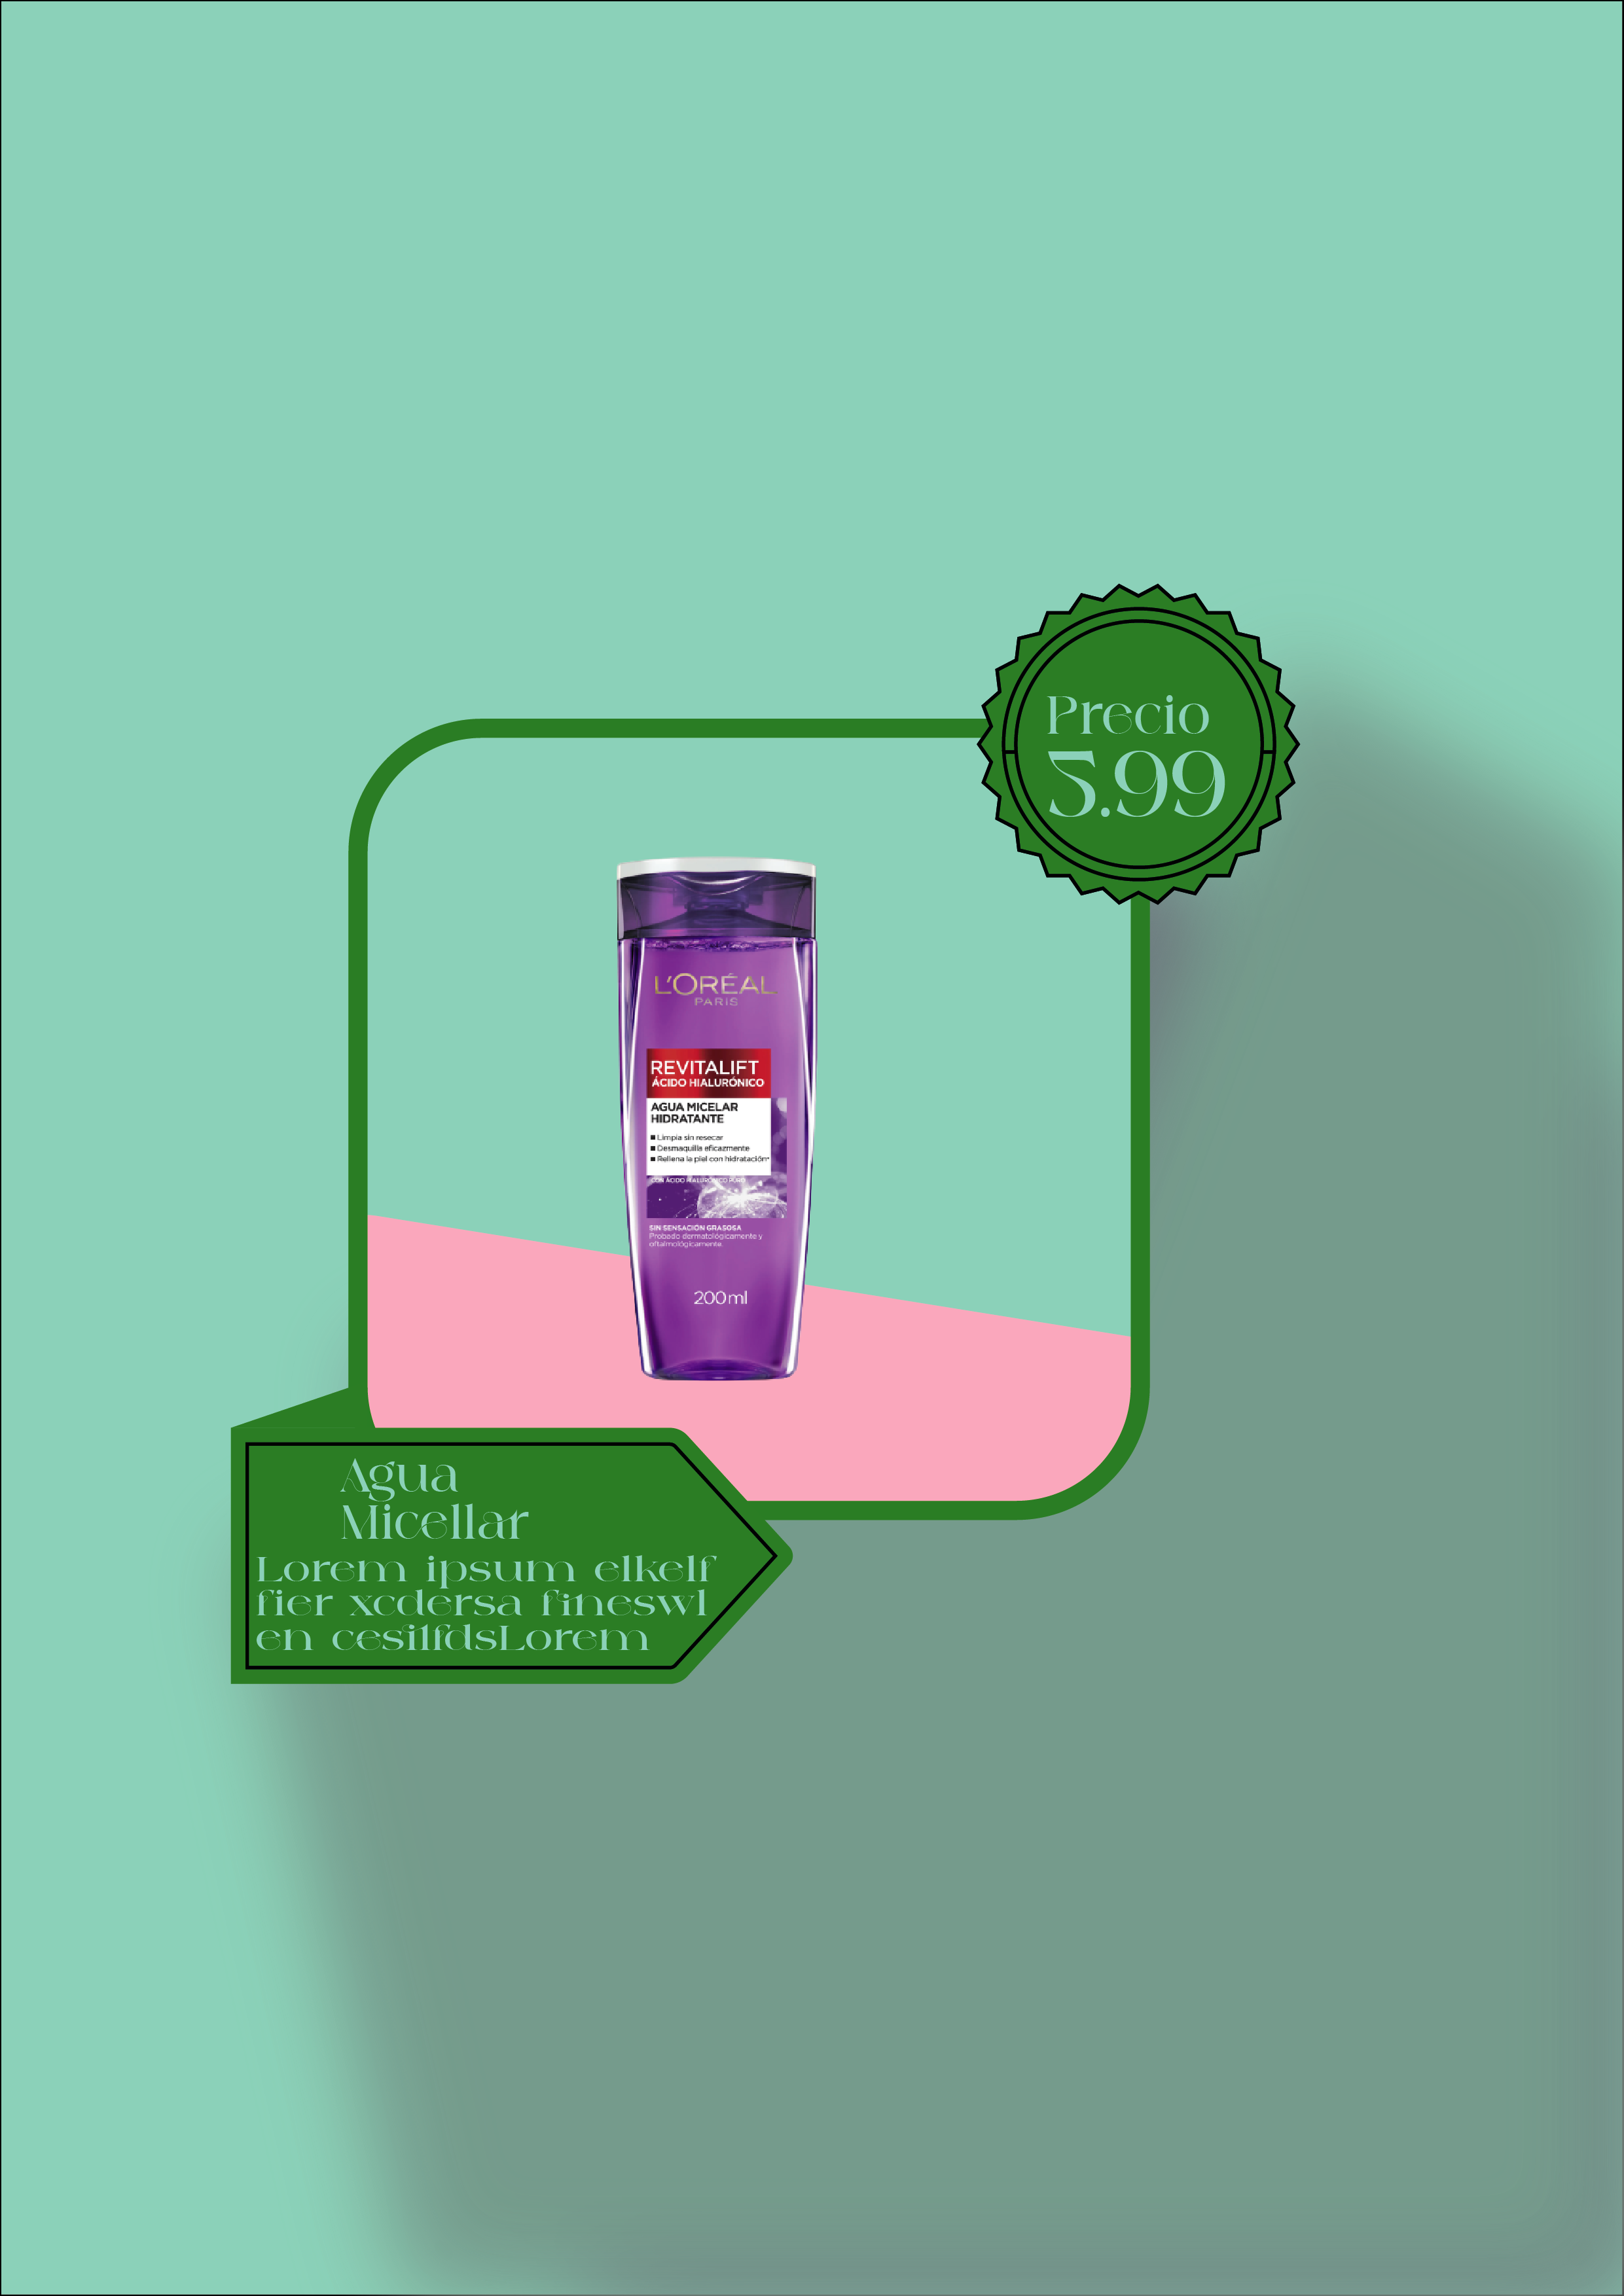 Precio
5.99
L'ORÉAL
PARIS
REVITALIFT
ÁCIDO HIALURÓNICO
AGUA MICELAR
HIDRATANTE
Limpia sin resecar
Desmaquilla eficazmente
Rellena la piel con hidratación*
CON ÁCIDO HIALURÓNICO PURO
SIN SENSACIÓN GRASOSA
Probado dermatológicamente y
oftalmológicamente.
200ml
Agua
Micellar
Lorem ipsum elkelf
fier xcdersa fineswl
en cesilfdsLorem